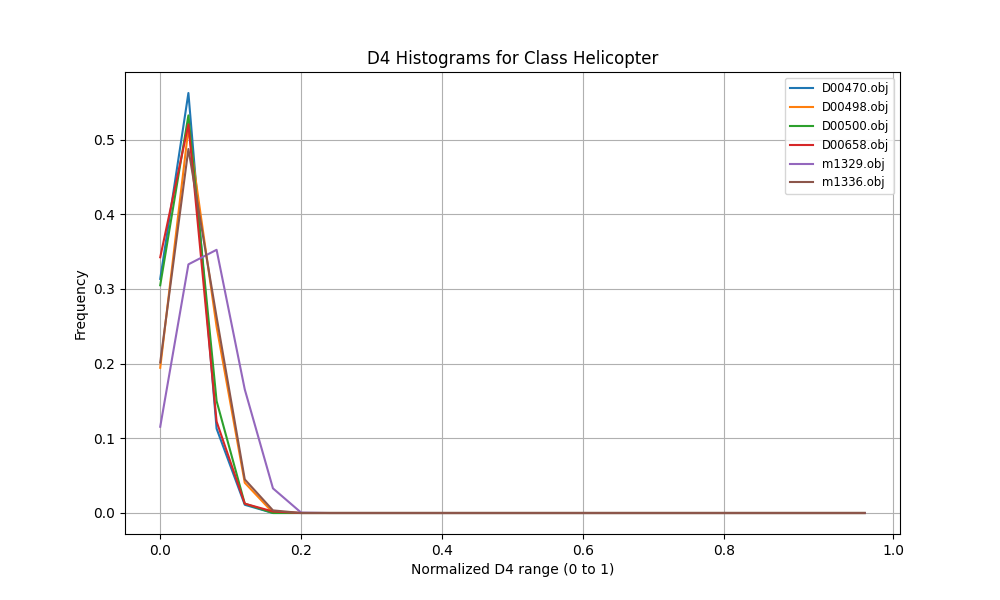 D4 Histograms for Class Helicopter
D00470.obj
D00498.obj
D00500.obj
D00658.obj
m1329.obj
m1336.obj
Frequency
0.5
0.4
0.3
0.2
0.1
0.0
0.0 0.2 0.4 0.6 0.8 1.0
Normalized D4 range (0 to 1)